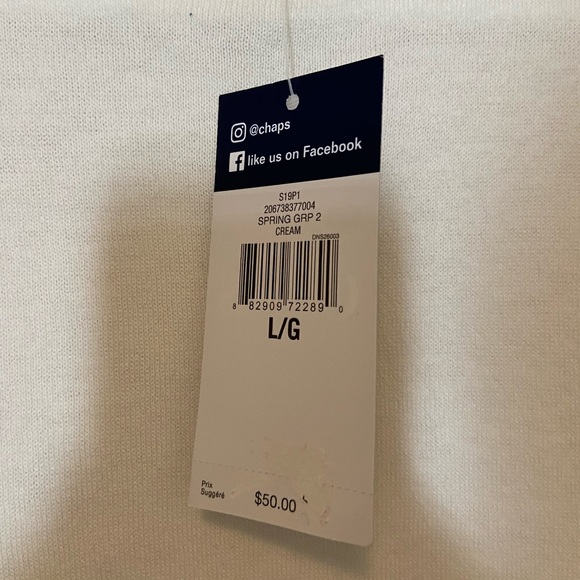 @chaps
like us on Facebook
S19P1
206738377004
SPRING GRP 2
CREAM
DNS26003
8 82909 72289 0
L/G
Prix
Suggéré
$50.00